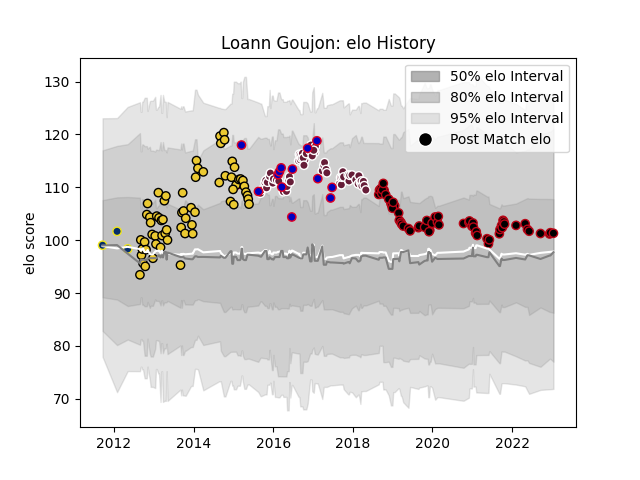 Loann Goujon: elo History
50% elo Interval
80% elo Interval
95% elo Interval
Post Match elo
elo score
130
120
110
100
90
80
70
2012 2014 2016 2018 2020 2022